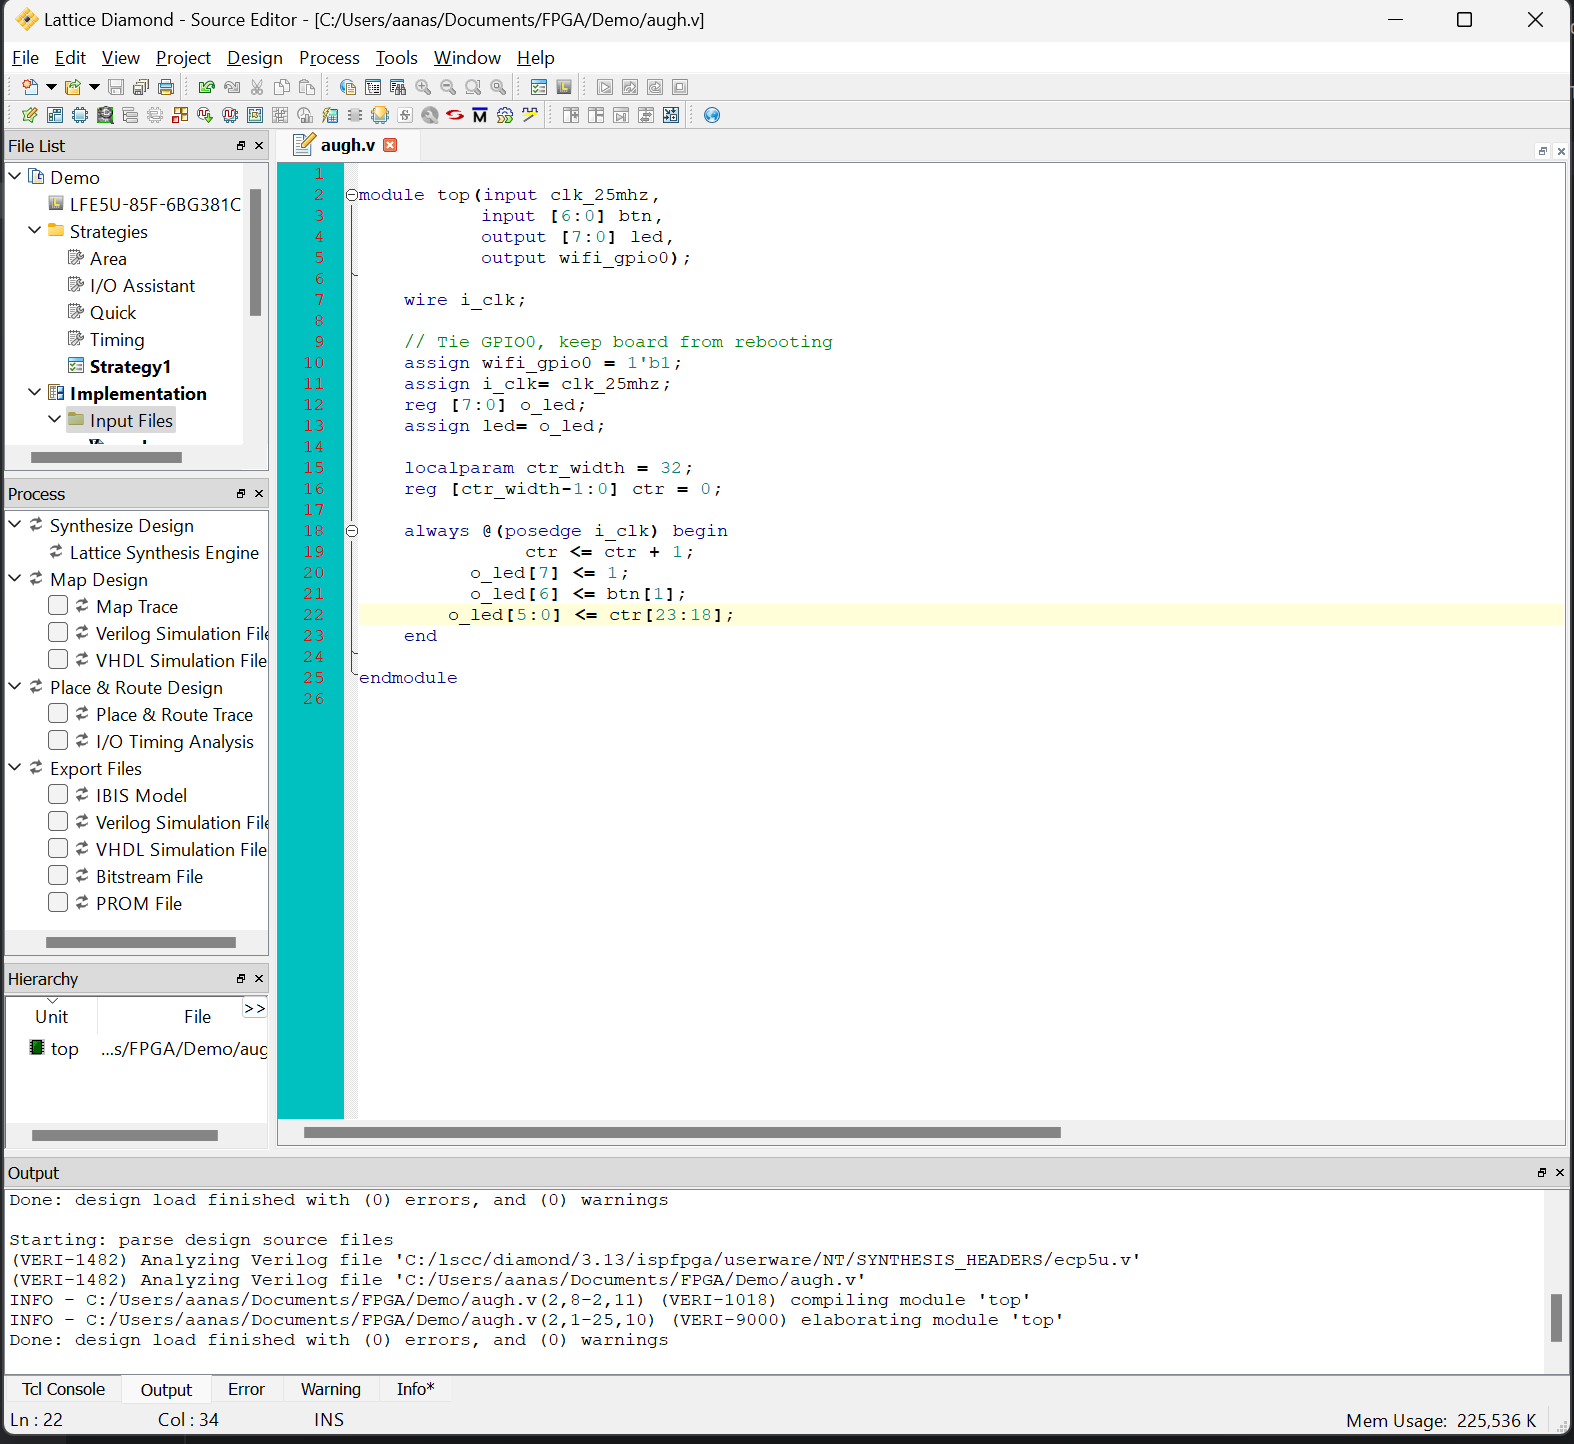 Lattice Diamond - Source Editor - [C:/Users/aanas/Documents/FPGA/Demo/augh.v]
File Edit View Project Design Process Tools Window Help
File List
Demo
LFE5U-85F-6BG381C
Strategies
Area
I/O Assistant
Quick
Timing
Strategy1
Implementation
Input Files
Process
Synthesize Design
Lattice Synthesis Engine
Map Design
Map Trace
Verilog Simulation File
VHDL Simulation File
Place & Route Design
Place & Route Trace
I/O Timing Analysis
Export Files
IBIS Model
Verilog Simulation File
VHDL Simulation File
Bitstream File
PROM File
Hierarchy
Unit File >>
top ...s/FPGA/Demo/aug
augh.v
1
2 module top(input clk_25mhz,
3 input [6:0] btn,
4 output [7:0] led,
5 output wifi_gpio0);
6
7 wire i_clk;
8
9 // Tie GPIO0, keep board from rebooting
10 assign wifi_gpio0 = 1'b1;
11 assign i_clk= clk_25mhz;
12 reg [7:0] o_led;
13 assign led= o_led;
14
15 localparam ctr_width = 32;
16 reg [ctr_width-1:0] ctr = 0;
17
18 always @(posedge i_clk) begin
19 ctr <= ctr + 1;
20 o_led[7] <= 1;
21 o_led[6] <= btn[1];
22 o_led[5:0] <= ctr[23:18];
23 end
24
25 endmodule
26
Output
Done: design load finished with (0) errors, and (0) warnings
Starting: parse design source files
(VERI-1482) Analyzing Verilog file 'C:/lscc/diamond/3.13/ispfpga/userware/NT/SYNTHESIS_HEADERS/ecp5u.v'
(VERI-1482) Analyzing Verilog file 'C:/Users/aanas/Documents/FPGA/Demo/augh.v'
INFO - C:/Users/aanas/Documents/FPGA/Demo/augh.v(2,8-2,11) (VERI-1018) compiling module 'top'
INFO - C:/Users/aanas/Documents/FPGA/Demo/augh.v(2,1-25,10) (VERI-9000) elaborating module 'top'
Done: design load finished with (0) errors, and (0) warnings
Tcl Console Output Error Warning Info*
Ln : 22 Col : 34 INS Mem Usage: 225,536 K